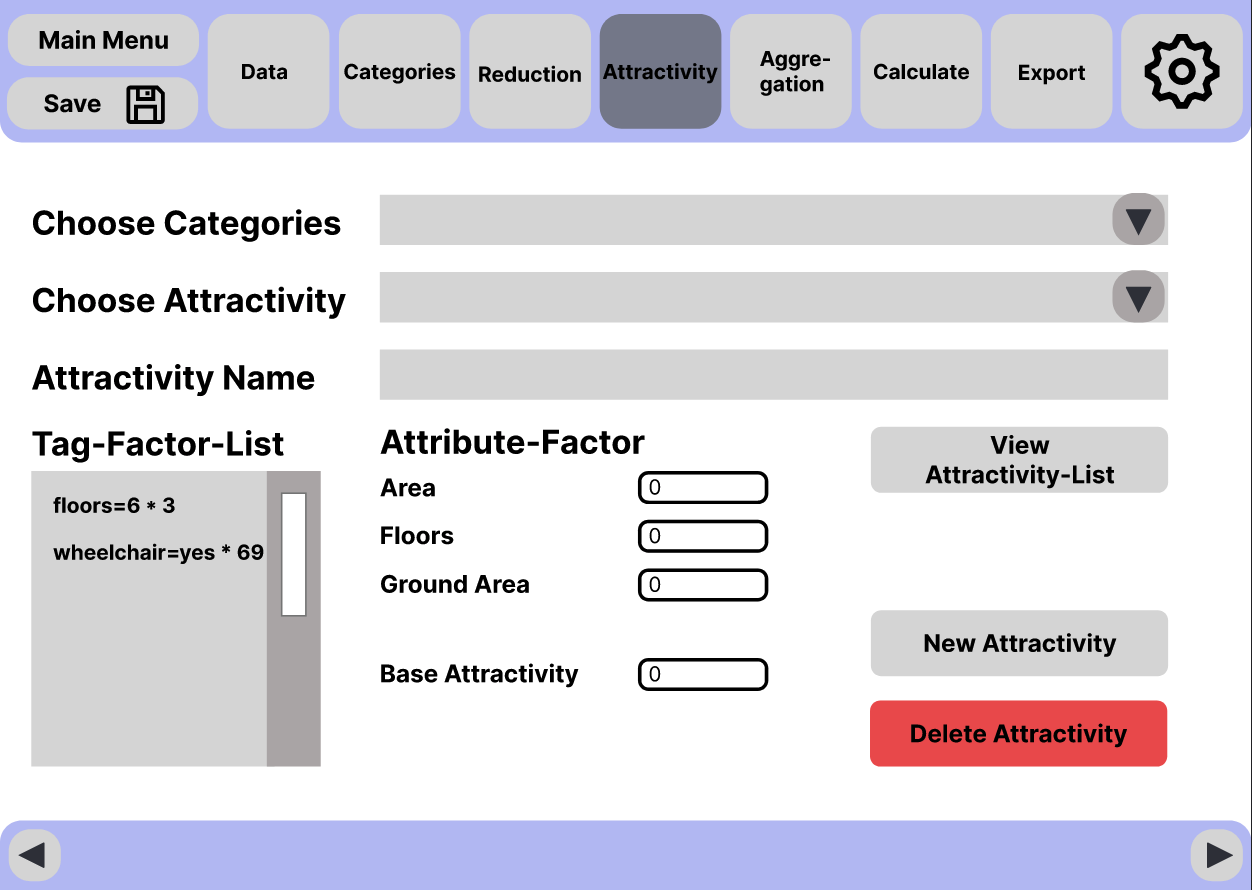 Main Menu
Save
Data
Categories
Reduction
Attractivity
Aggre-
gation
Calculate
Export
Choose Categories
Choose Attractivity
Attractivity Name
Tag-Factor-List
floors=6 * 3
wheelchair=yes * 69
Attribute-Factor
Area 0
Floors 0
Ground Area 0
Base Attractivity 0
View
Attractivity-List
New Attractivity
Delete Attractivity